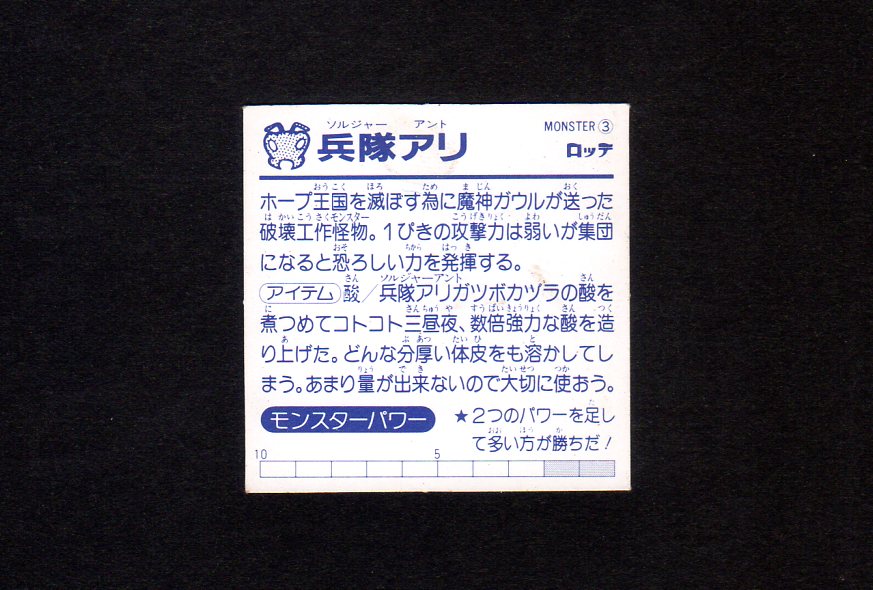 ソルジャー アント
兵隊アリ
MONSTER③
ロッテ
ホープ王国を滅ぼす為に魔神ガウルが送った
破壊工作怪物。1ぴきの攻撃力は弱いが集団
になると恐ろしい力を発揮する。
アイテム 酸/兵隊アリガツボカヅラの酸を
煮つめてコトコト三昼夜、数倍強力な酸を造
り上げた。どんな分厚い体皮をも溶かしてし
まう。あまり量が出来ないので大切に使おう。
モンスターパワー
★2つのパワーを足し
て多い方が勝ちだ!
10 5